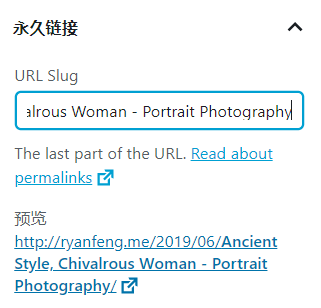 永久链接
URL Slug
alrous Woman - Portrait Photography
The last part of the URL. Read about
permalinks
预览
http://ryanfeng.me/2019/06/Ancient
Style, Chivalrous Woman - Portrait
Photography/